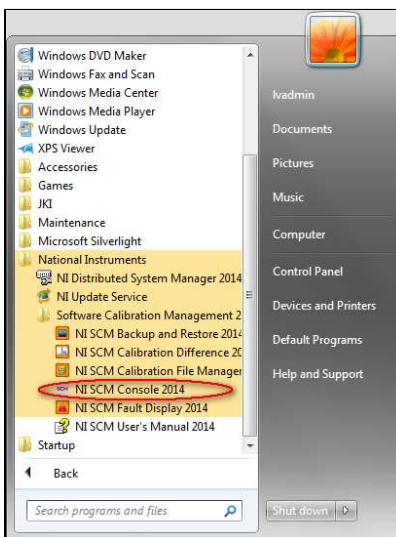 Windows DVD Maker
Windows Fax and Scan
Windows Media Center
Windows Media Player
Windows Update
XPS Viewer
Accessories
Games
JKI
Maintenance
Microsoft Silverlight
National Instruments
NI Distributed System Manager 2014
NI Update Service
Software Calibration Management 2
NI SCM Backup and Restore 2014
NI SCM Calibration Difference 20
NI SCM Calibration File Manager
NI SCM Console 2014
NI SCM Fault Display 2014
NI SCM User's Manual 2014
Startup
Back
Search programs and files
lvadmin
Documents
Pictures
Music
Computer
Control Panel
Devices and Printers
Default Programs
Help and Support
Shut down